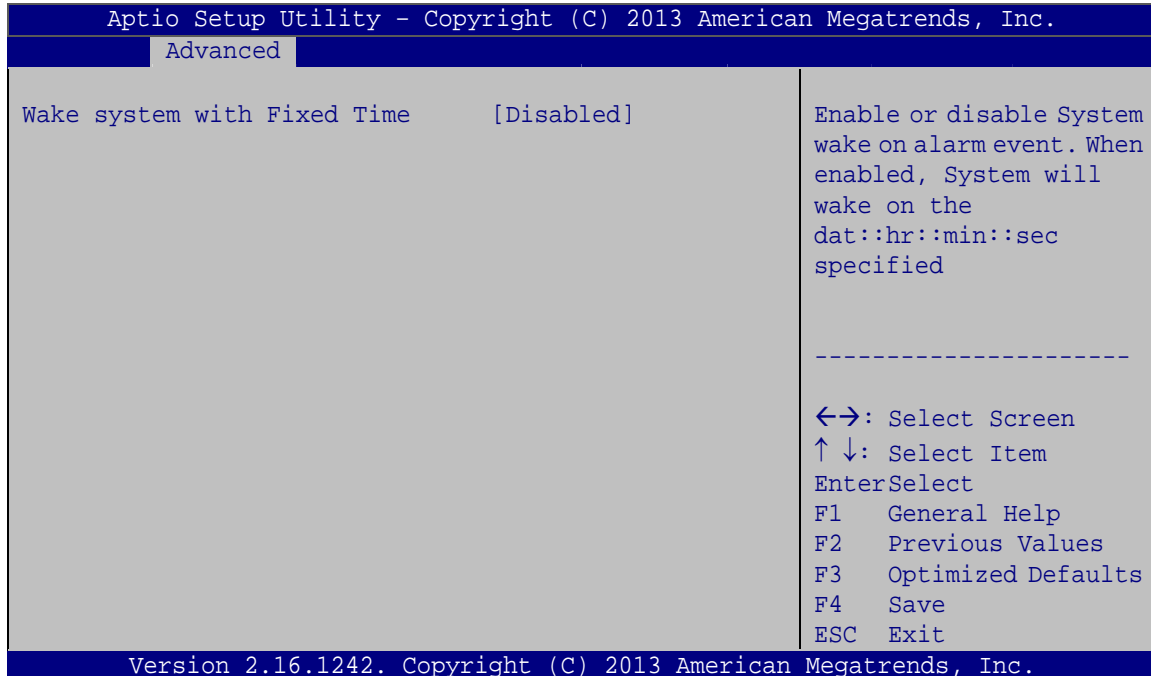 Aptio Setup Utility – Copyright (C) 2013 American Megatrends, Inc.
Advanced
Wake system with Fixed Time [Disabled]
Enable or disable System
wake on alarm event. When
enabled, System will
wake on the
dat::hr::min::sec
specified
----------------------
←→: Select Screen
↑ ↓: Select Item
EnterSelect
F1 General Help
F2 Previous Values
F3 Optimized Defaults
F4 Save
ESC Exit
Version 2.16.1242. Copyright (C) 2013 American Megatrends, Inc.